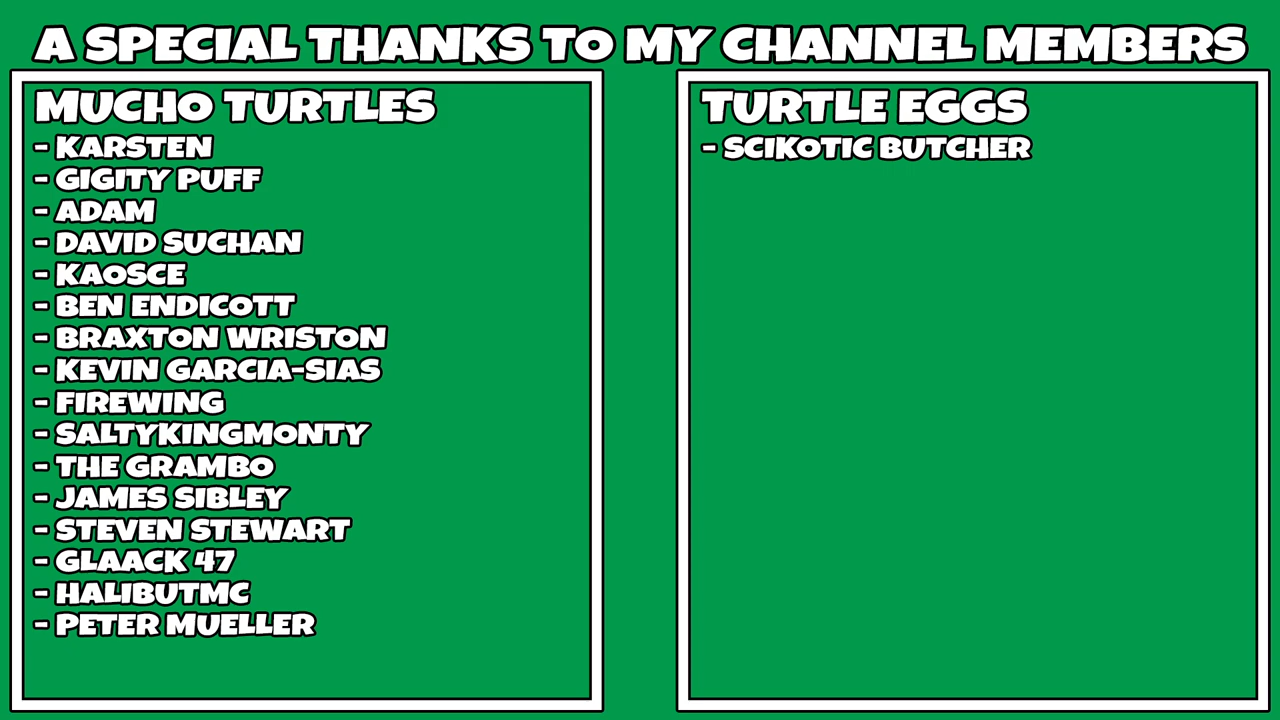 A SPECIAL THANKS TO MY CHANNEL MEMBERS
MUCHO TURTLES
- KARSTEN
- GIGITY PUFF
- ADAM
- DAVID SUCHAN
- KAOSCE
- BEN ENDICOTT
- BRAXTON WRISTON
- KEVIN GARCIA-SIAS
- FIREWING
- SALTYKINGMONTY
- THE GRAMBO
- JAMES SIBLEY
- STEVEN STEWART
- GLAACK 47
- HALIBUTMC
- PETER MUELLER
TURTLE EGGS
- SCIKOTIC BUTCHER